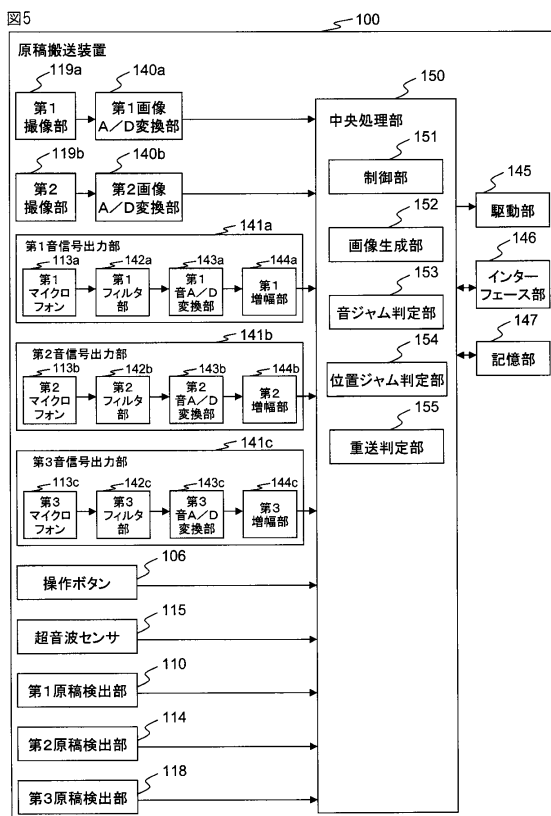 図5
100
原稿搬送装置
119a
第1
撮像部
140a
第1画像
A/D変換部
119b
第2
撮像部
140b
第2画像
A/D変換部
141a
第1音信号出力部
113a
第1
マイクロ
フォン
142a
第1
フィルタ
部
143a
第1
音A/D
変換部
144a
第1
増幅部
141b
第2音信号出力部
113b
第2
マイクロ
フォン
142b
第2
フィルタ
部
143b
第2
音A/D
変換部
144b
第2
増幅部
141c
第3音信号出力部
113c
第3
マイクロ
フォン
142c
第3
フィルタ
部
143c
第3
音A/D
変換部
144c
第3
増幅部
106
操作ボタン
115
超音波センサ
110
第1原稿検出部
114
第2原稿検出部
118
第3原稿検出部
150
中央処理部
151
制御部
152
画像生成部
153
音ジャム判定部
154
位置ジャム判定部
155
重送判定部
145
駆動部
146
インター
フェース部
147
記憶部